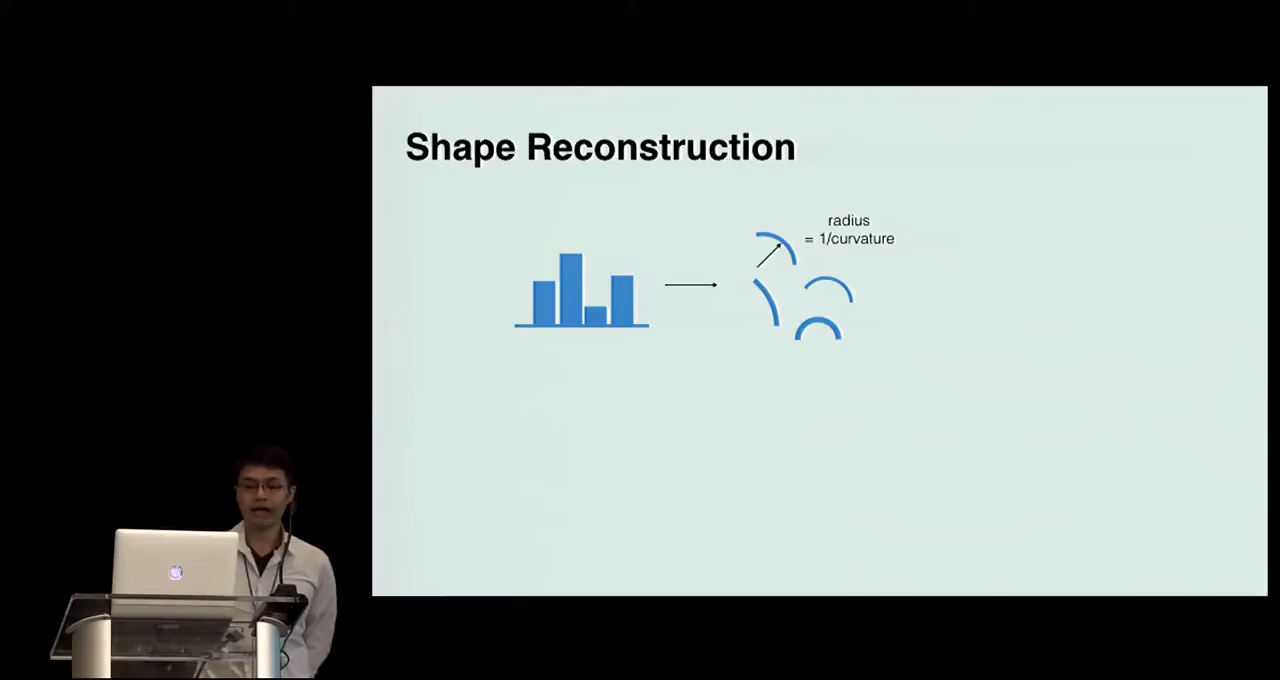 Shape Reconstruction
radius
= 1/curvature